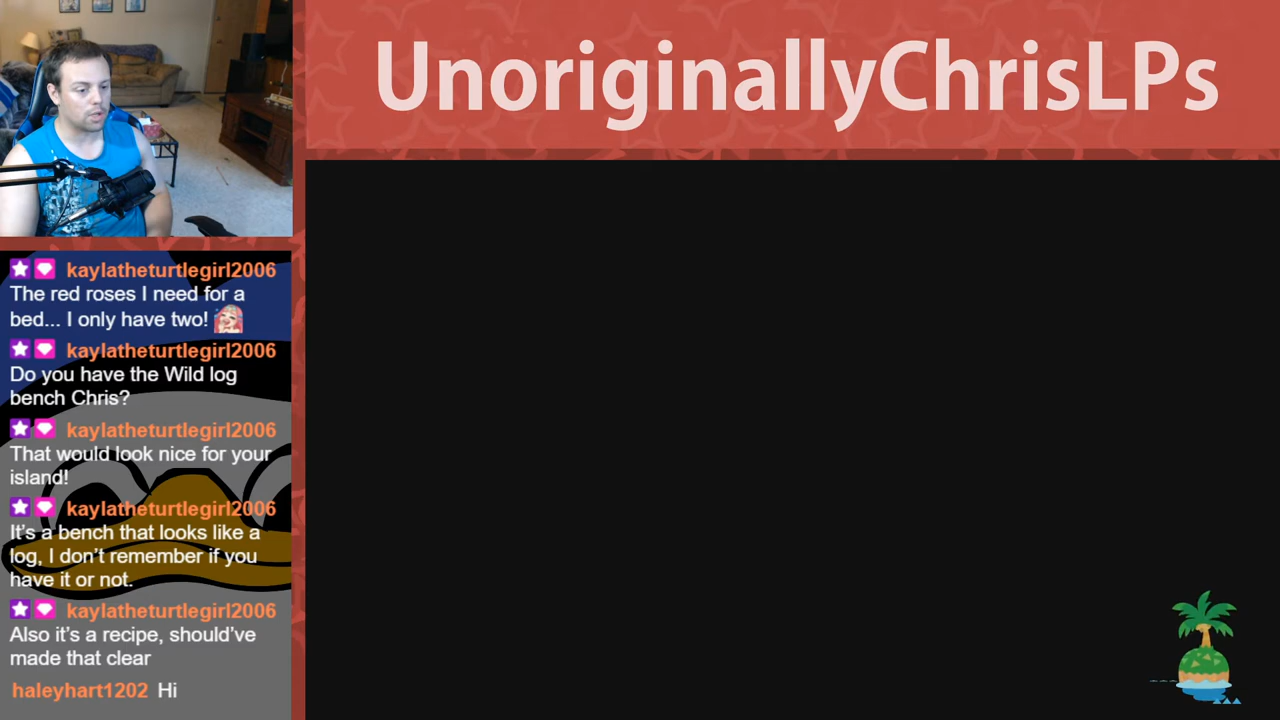 UnoriginallyChrisLPs
kaylatheturtlegirl2006
The red roses I need for a
bed... I only have two!
kaylatheturtlegirl2006
Do you have the Wild log
bench Chris?
kaylatheturtlegirl2006
That would look nice for your
island!
kaylatheturtlegirl2006
It’s a bench that looks like a
log, I don’t remember if you
have it or not.
kaylatheturtlegirl2006
Also it’s a recipe, should’ve
made that clear
haleyhart1202 Hi